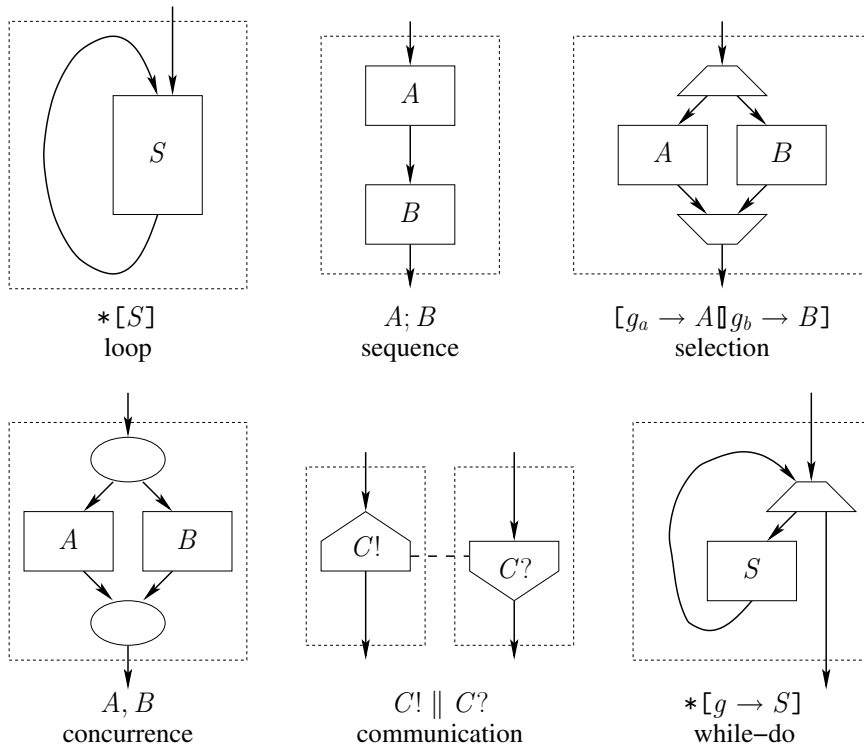 S
A
B
A
B
*[S]
loop
A; B
sequence
[g_a → A▯g_b → B]
selection
A
B
C!
C?
S
A, B
concurrence
C! ∥ C?
communication
*[g → S]
while–do